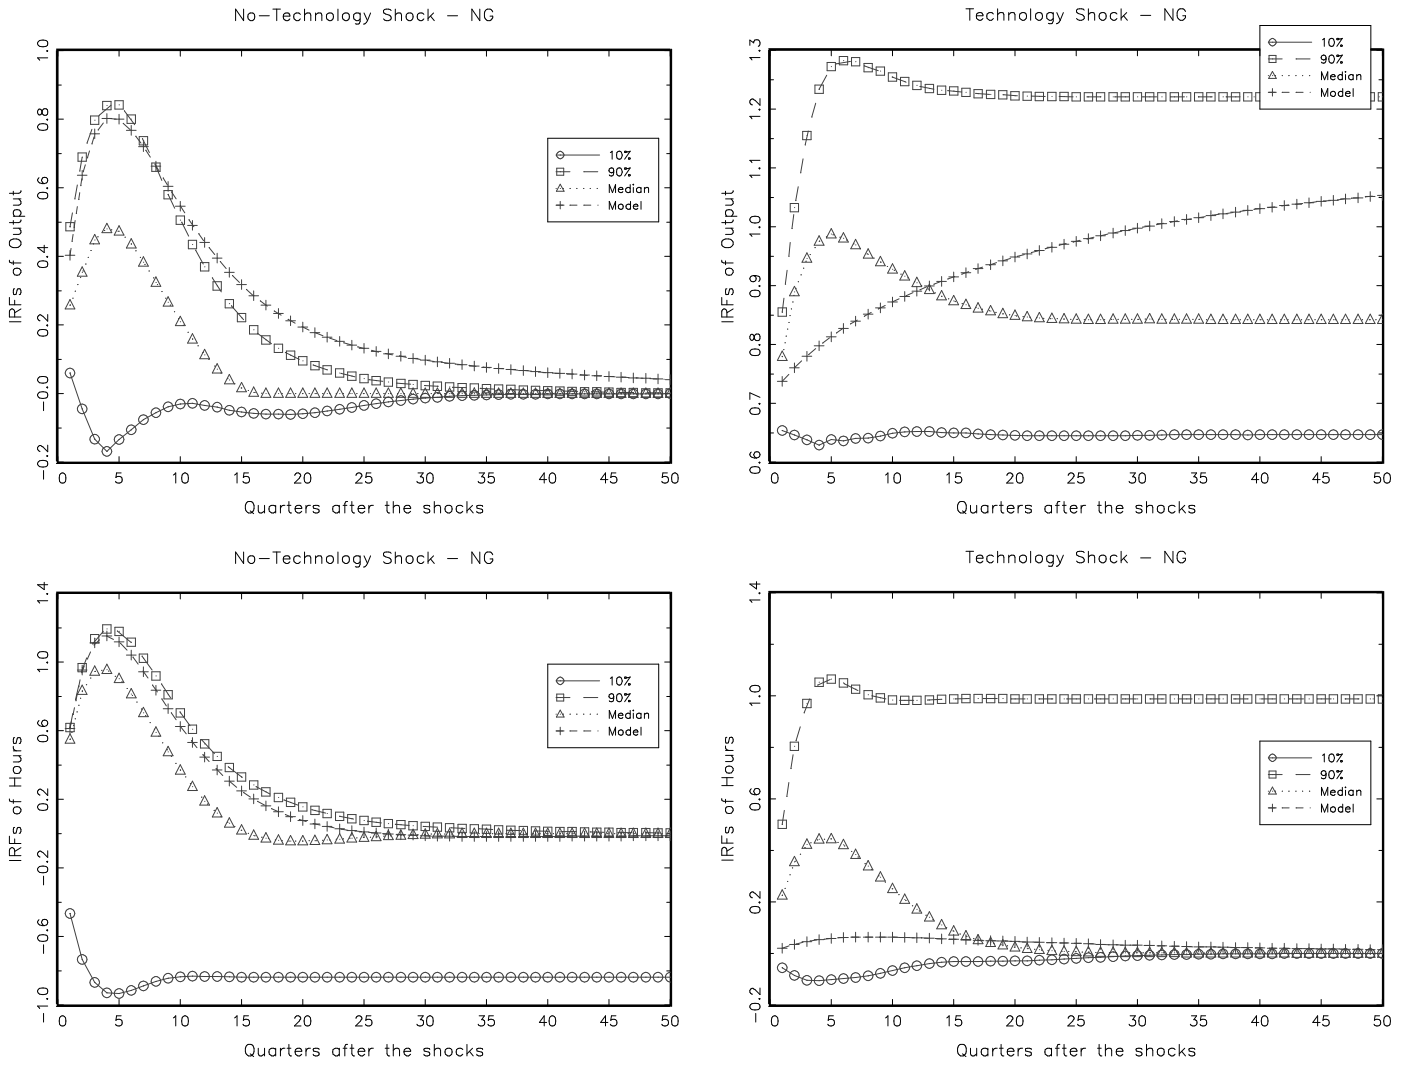 No-Technology Shock - NG
IRFs of Output
1.0
0.8
0.6
0.4
0.2
-0.0
-0.2
10%
90%
Median
Model
0 5 10 15 20 25 30 35 40 45 50
Quarters after the shocks
Technology Shock - NG
IRFs of Output
1.3
1.2
1.1
1.0
0.9
0.8
0.7
0.6
10%
90%
Median
Model
0 5 10 15 20 25 30 35 40 45 50
Quarters after the shocks
No-Technology Shock - NG
IRFs of Hours
1.4
1.0
0.6
0.2
-0.2
-0.6
-1.0
10%
90%
Median
Model
0 5 10 15 20 25 30 35 40 45 50
Quarters after the shocks
Technology Shock - NG
IRFs of Hours
1.4
1.0
0.6
0.2
-0.2
10%
90%
Median
Model
0 5 10 15 20 25 30 35 40 45 50
Quarters after the shocks